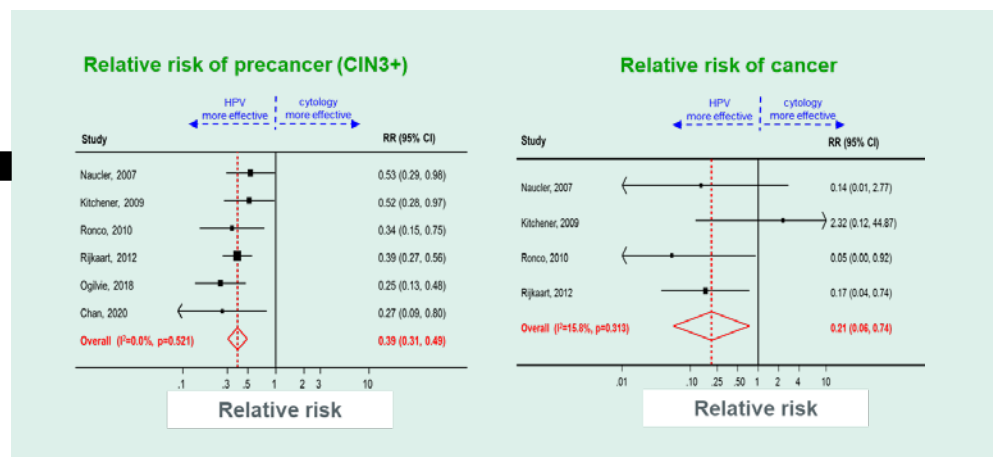 Relative risk of precancer (CIN3+)
HPV more effective
cytology more effective
Study RR (95% CI)
Naucler, 2007 0.53 (0.29, 0.98)
Kitchener, 2009 0.52 (0.28, 0.97)
Ronco, 2010 0.34 (0.15, 0.75)
Rijkaart, 2012 0.39 (0.27, 0.56)
Ogilvie, 2018 0.25 (0.13, 0.48)
Chan, 2020 0.27 (0.09, 0.80)
Overall (I²=0.0%, p=0.521) 0.39 (0.31, 0.49)
.1 .3 .5 1 2 3 10
Relative risk
Relative risk of cancer
HPV more effective
cytology more effective
Study RR (95% CI)
Naucler, 2007 0.14 (0.01, 2.77)
Kitchener, 2009 2.32 (0.12, 44.87)
Ronco, 2010 0.05 (0.00, 0.92)
Rijkaart, 2012 0.17 (0.04, 0.74)
Overall (I²=15.8%, p=0.313) 0.21 (0.06, 0.74)
.01 .10 .25 .50 1 2 4 10
Relative risk